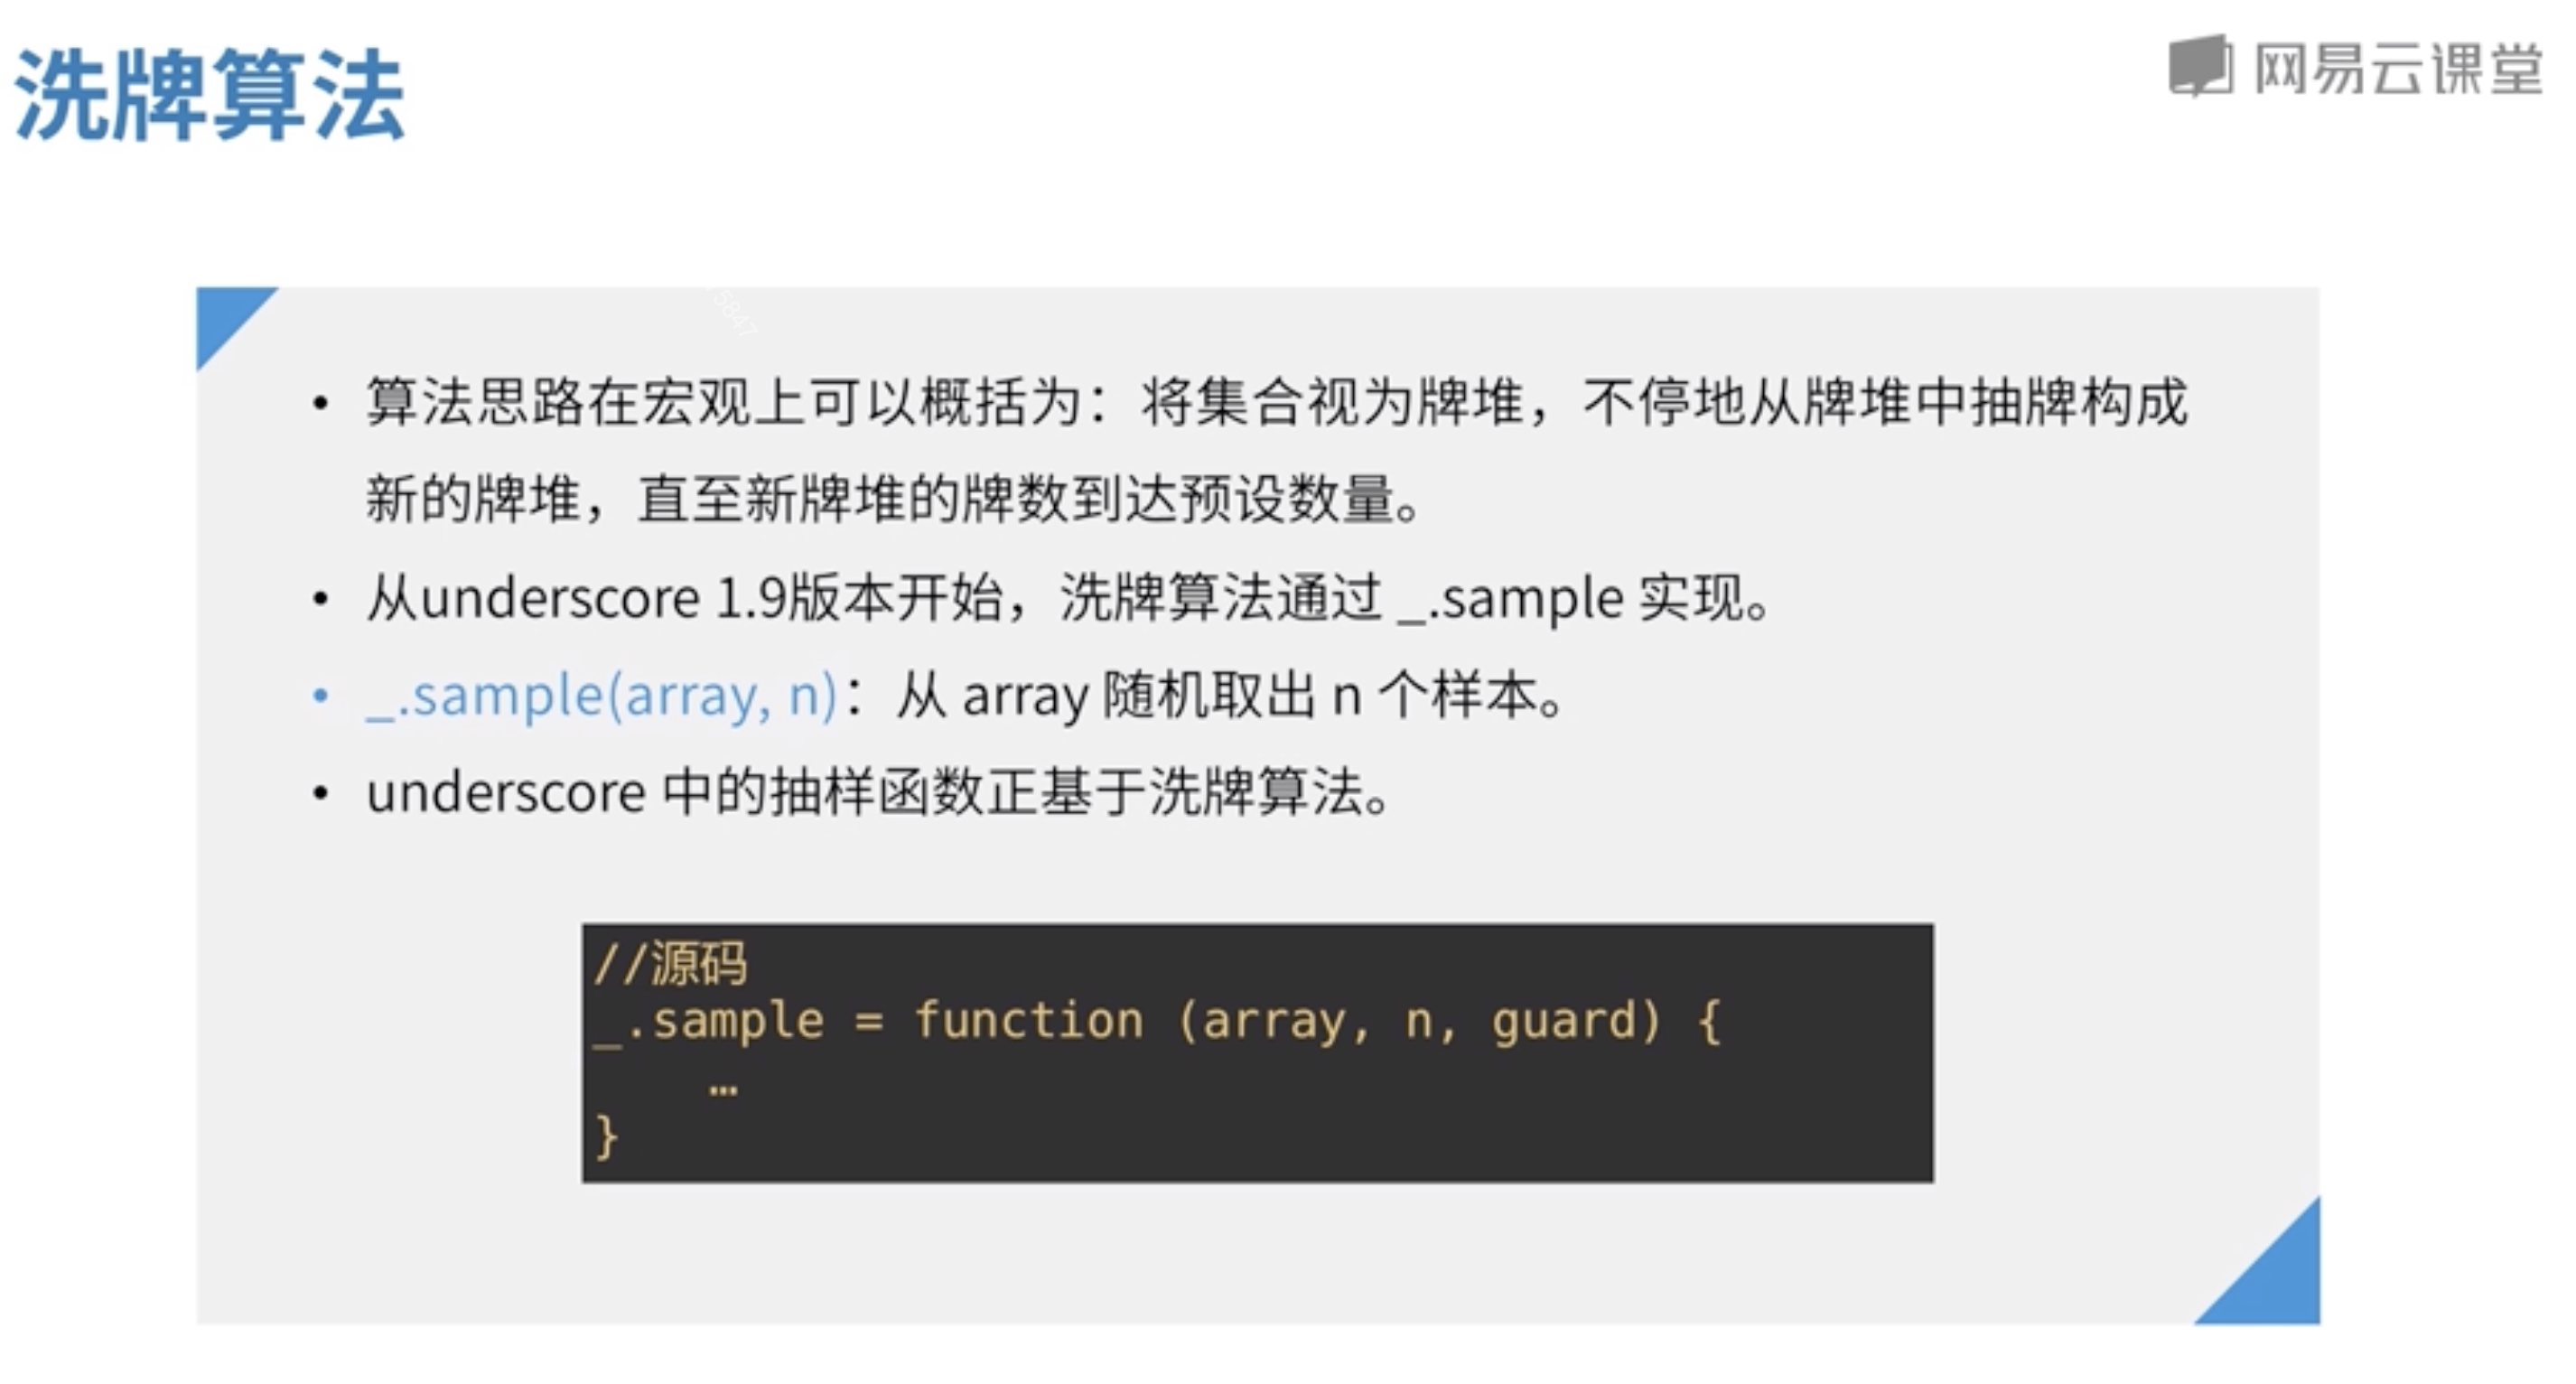 洗牌算法
网易云课堂
5847
• 算法思路在宏观上可以概括为：将集合视为牌堆，不停地从牌堆中抽牌构成
新的牌堆，直至新牌堆的牌数到达预设数量。
• 从underscore 1.9版本开始，洗牌算法通过 _.sample 实现。
• _.sample(array, n)：从 array 随机取出 n 个样本。
• underscore 中的抽样函数正基于洗牌算法。
//源码
_.sample = function (array, n, guard) {
…
}